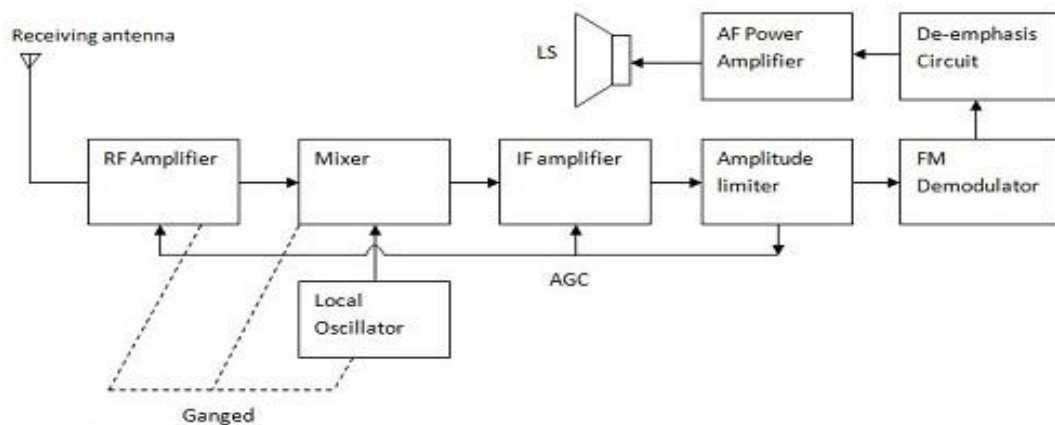 Receiving antenna
LS
AF Power
Amplifier
De-emphasis
Circuit
RF Amplifier
Mixer
IF amplifier
Amplitude
limiter
FM
Demodulator
AGC
Local
Oscillator
Ganged